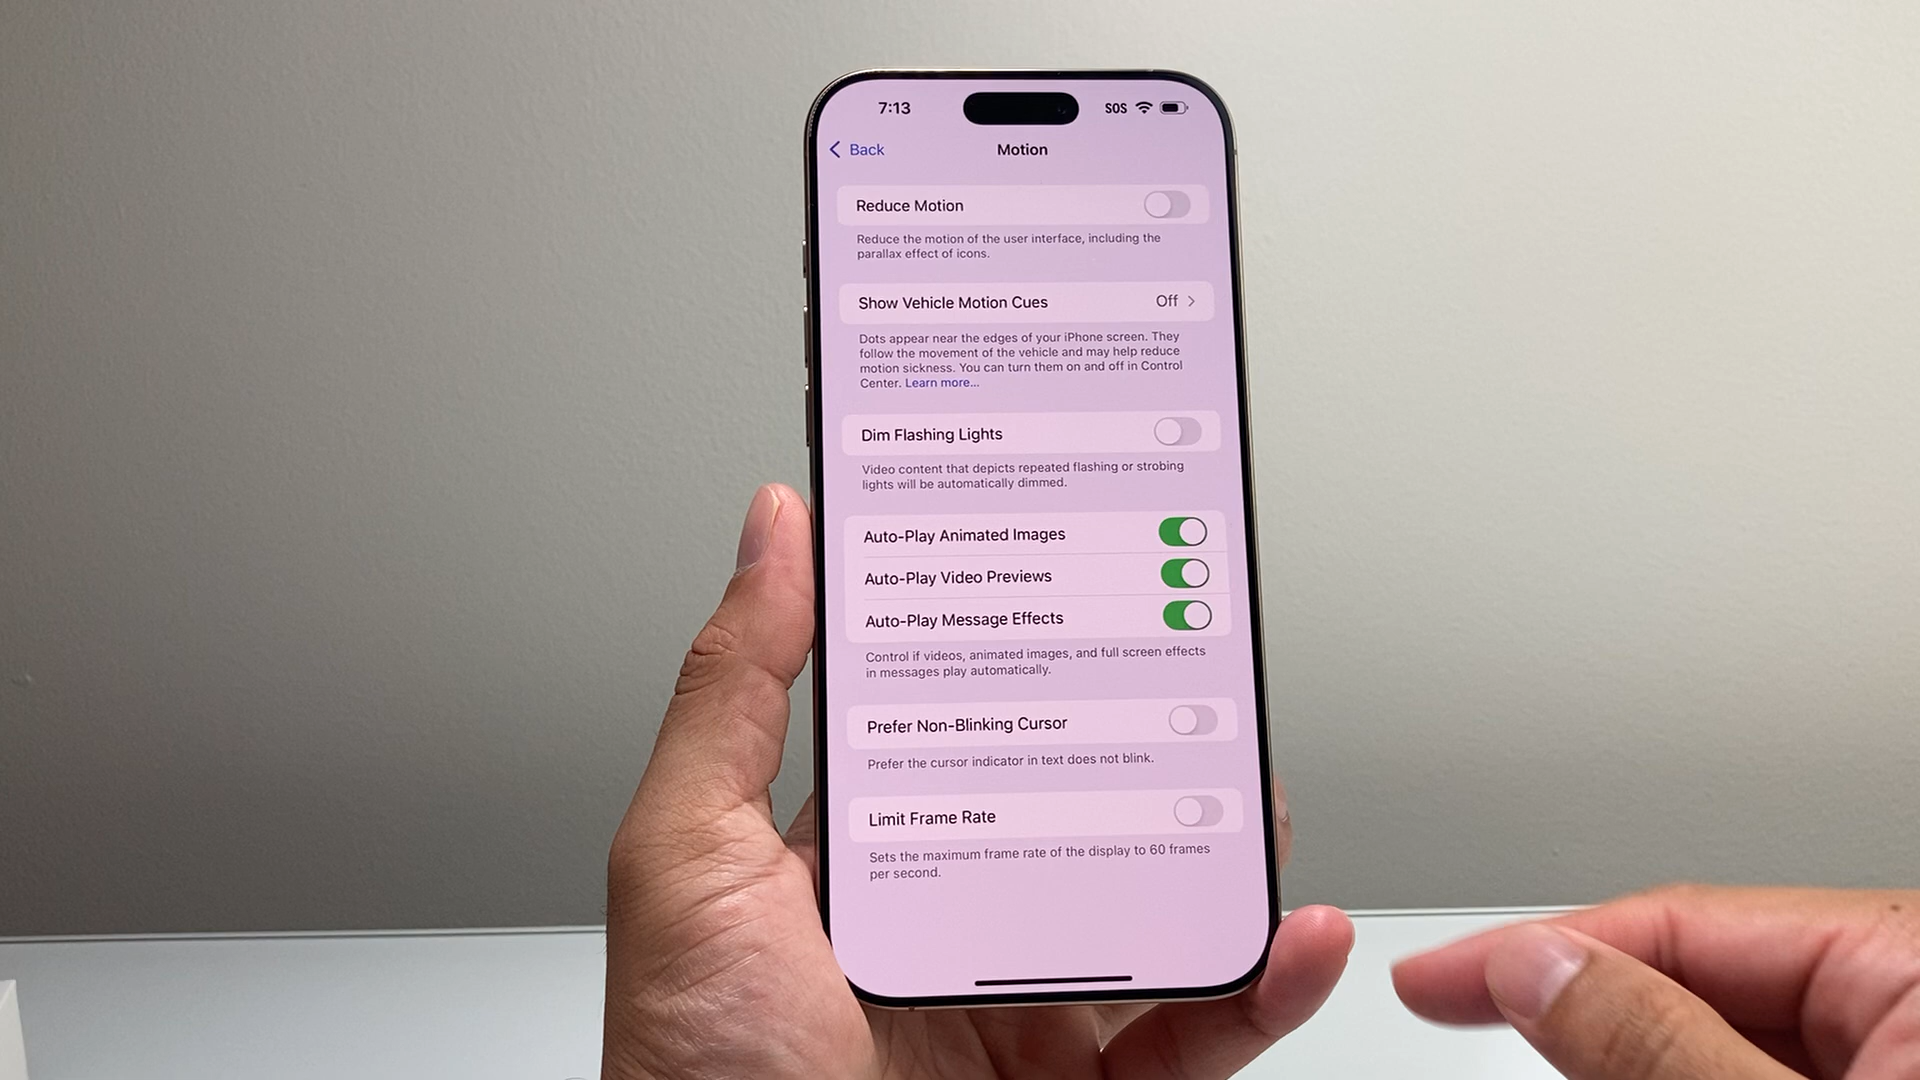 7:13 SOS
Back Motion
Reduce Motion
Reduce the motion of the user interface, including the
parallax effect of icons.
Show Vehicle Motion Cues Off
Dots appear near the edges of your iPhone screen. They
follow the movement of the vehicle and may help reduce
motion sickness. You can turn them on and off in Control
Center. Learn more...
Dim Flashing Lights
Video content that depicts repeated flashing or strobing
lights will be automatically dimmed.
Auto-Play Animated Images
Auto-Play Video Previews
Auto-Play Message Effects
Control if videos, animated images, and full screen effects
in messages play automatically.
Prefer Non-Blinking Cursor
Prefer the cursor indicator in text does not blink.
Limit Frame Rate
Sets the maximum frame rate of the display to 60 frames
per second.